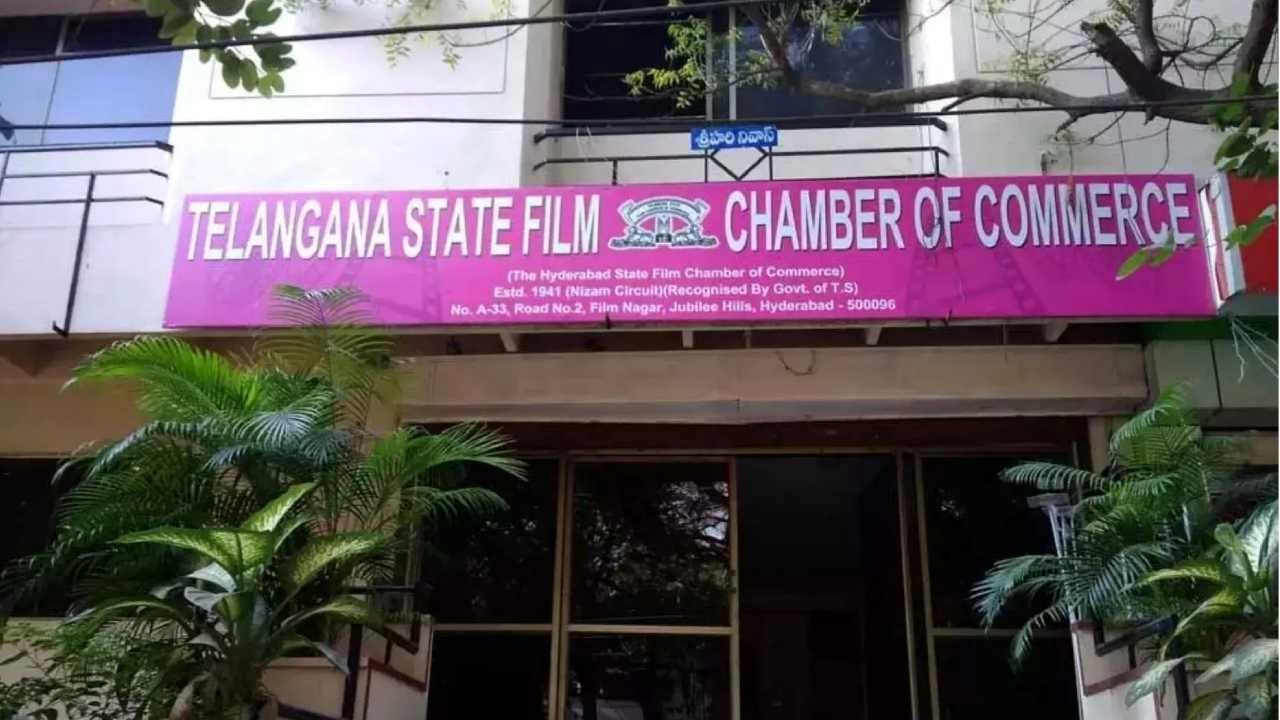 శ్రీహరి నివాస్
TELANGANA STATE FILM CHAMBER OF COMMERCE
(The Hyderabad State Film Chamber of Commerce)
Estd. 1941 (Nizam Circuit)(Recognised By Govt. of T.S)
No. A-33, Road No.2, Film Nagar, Jubilee Hills, Hyderabad - 500096